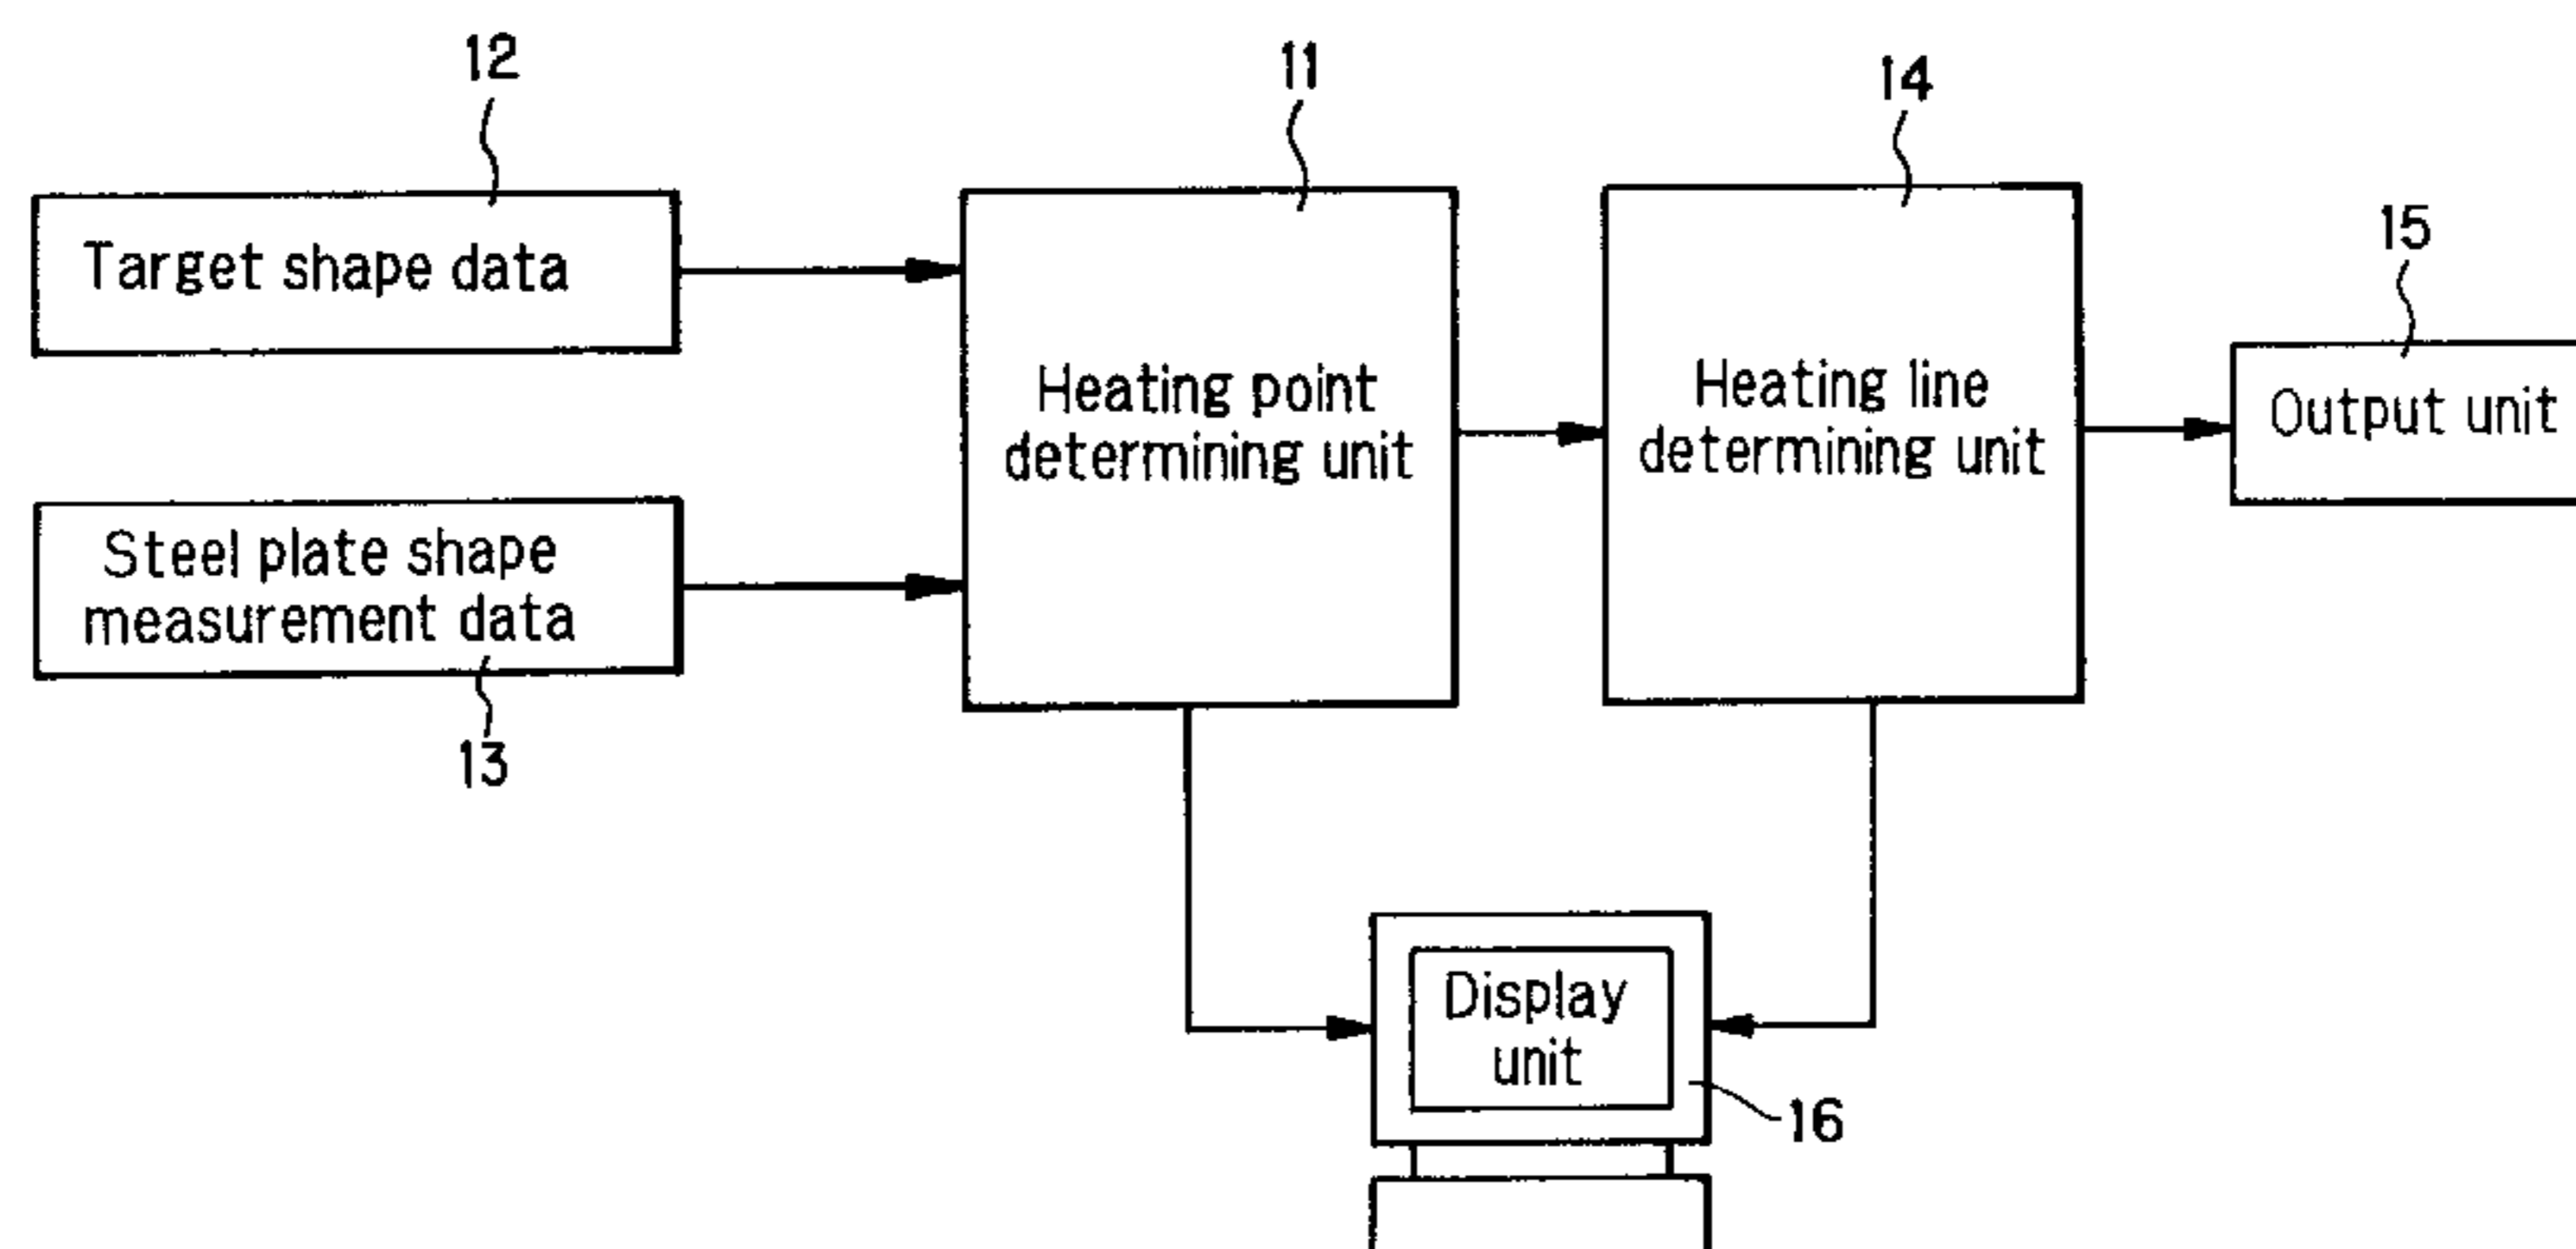 12
11
14
15
Target shape data
Heating point
determining unit
Heating line
determining unit
Output unit
Steel plate shape
measurement data
13
Display
unit
16